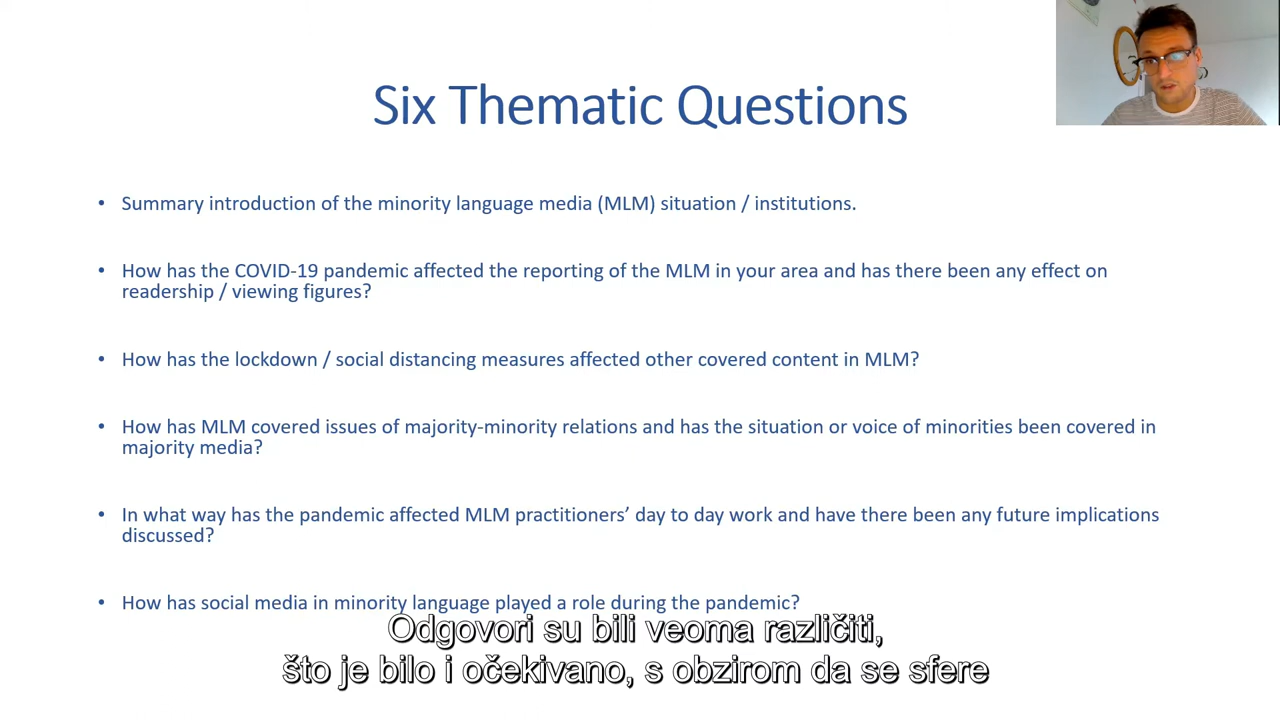 Six Thematic Questions
• Summary introduction of the minority language media (MLM) situation / institutions.
• How has the COVID-19 pandemic affected the reporting of the MLM in your area and has there been any effect on
readership / viewing figures?
• How has the lockdown / social distancing measures affected other covered content in MLM?
• How has MLM covered issues of majority-minority relations and has the situation or voice of minorities been covered in
majority media?
• In what way has the pandemic affected MLM practitioners’ day to day work and have there been any future implications
discussed?
• How has social media in minority language played a role during the pandemic?
Odgovori su bili veoma različiti,
što je bilo i očekivano, s obzirom da se sfere